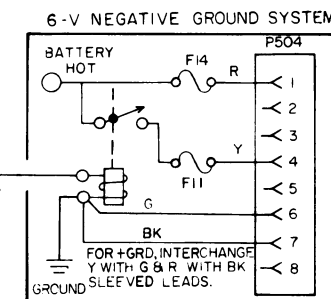 6-V NEGATIVE GROUND SYSTEM
P504
BATTERY
HOT
F14
R
1
2
3
Y
4
F11
5
G
6
BK
7
FOR +GRD, INTERCHANGE
Y WITH G & R WITH BK
8
GROUND SLEEVED LEADS.